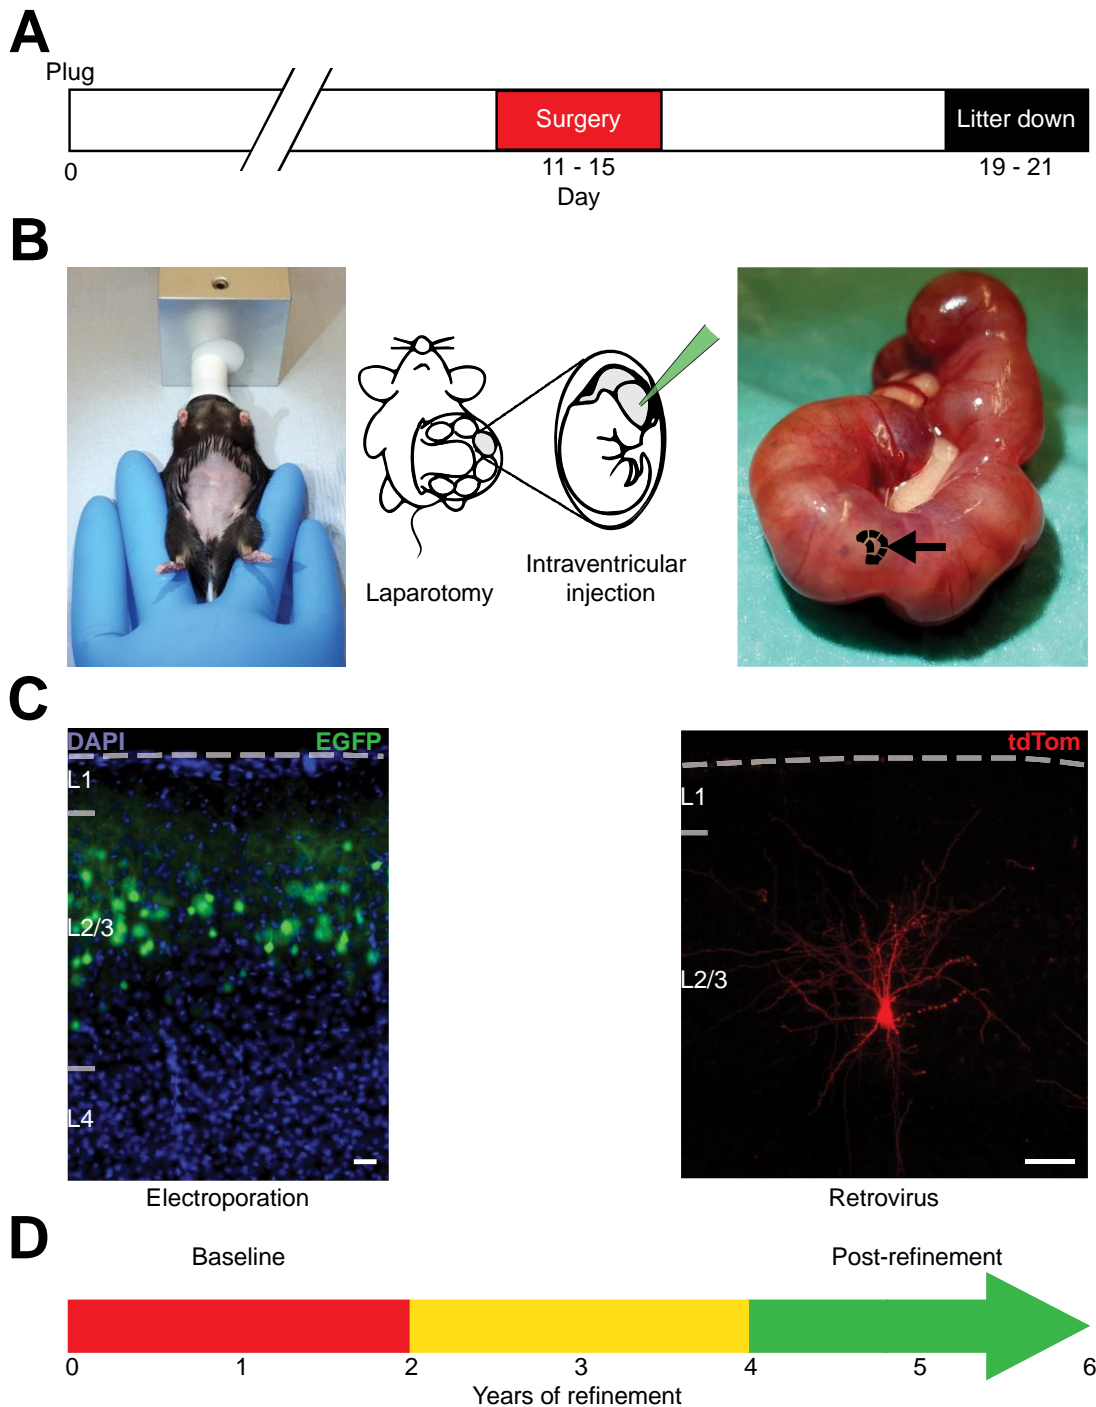 A
Plug
Surgery
Litter down
0
11 - 15
19 - 21
Day
B
Laparotomy
Intraventricular
injection
C
DAPI
EGFP
L1
L2/3
L4
Electroporation
tdTom
L1
L2/3
Retrovirus
D
Baseline
Post-refinement
0
1
2
3
4
5
6
Years of refinement